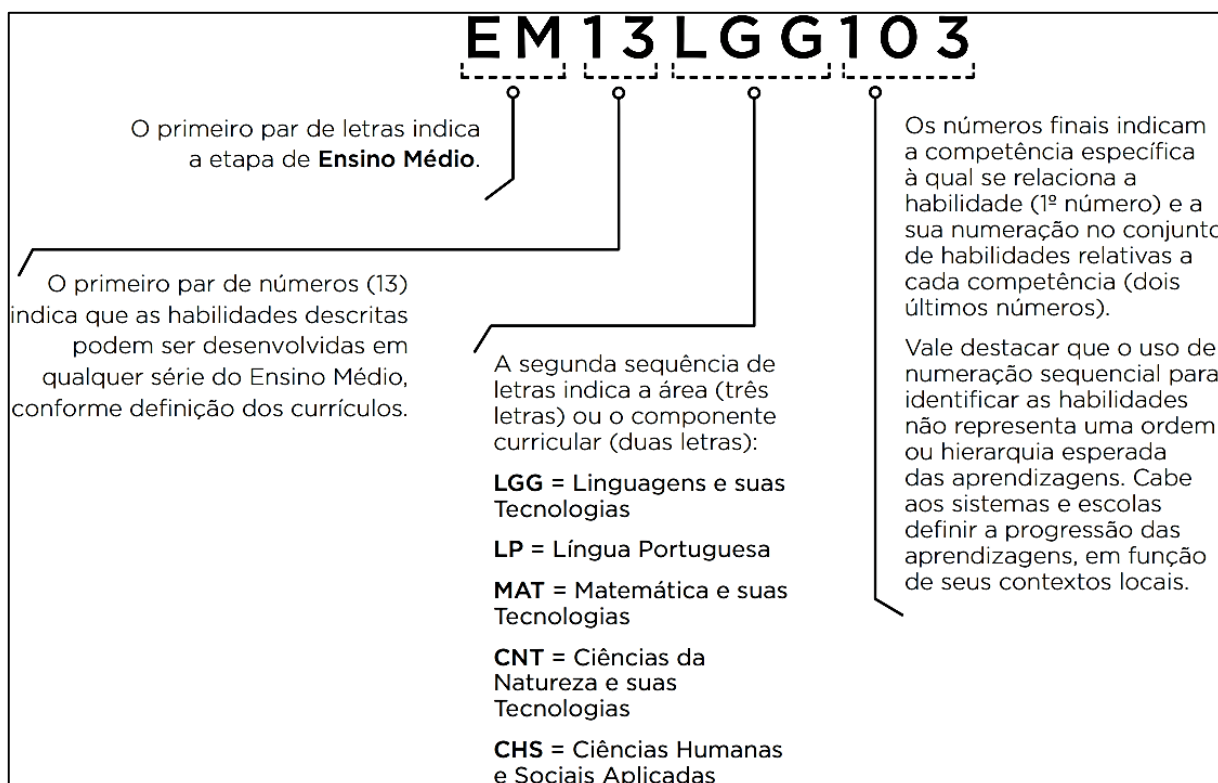 EM13LGG103
O primeiro par de letras indica
a etapa de Ensino Médio.
O primeiro par de números (13)
indica que as habilidades descritas
podem ser desenvolvidas em
qualquer série do Ensino Médio,
conforme definição dos currículos.
A segunda sequência de
letras indica a área (três
letras) ou o componente
curricular (duas letras):
LGG = Linguagens e suas
Tecnologias
LP = Língua Portuguesa
MAT = Matemática e suas
Tecnologias
CNT = Ciências da
Natureza e suas
Tecnologias
CHS = Ciências Humanas
e Sociais Aplicadas
Os números finais indicam
a competência específica
à qual se relaciona a
habilidade (1º número) e a
sua numeração no conjunto
de habilidades relativas a
cada competência (dois
últimos números).
Vale destacar que o uso de
numeração sequencial para
identificar as habilidades
não representa uma ordem
ou hierarquia esperada
das aprendizagens. Cabe
aos sistemas e escolas
definir a progressão das
aprendizagens, em função
de seus contextos locais.